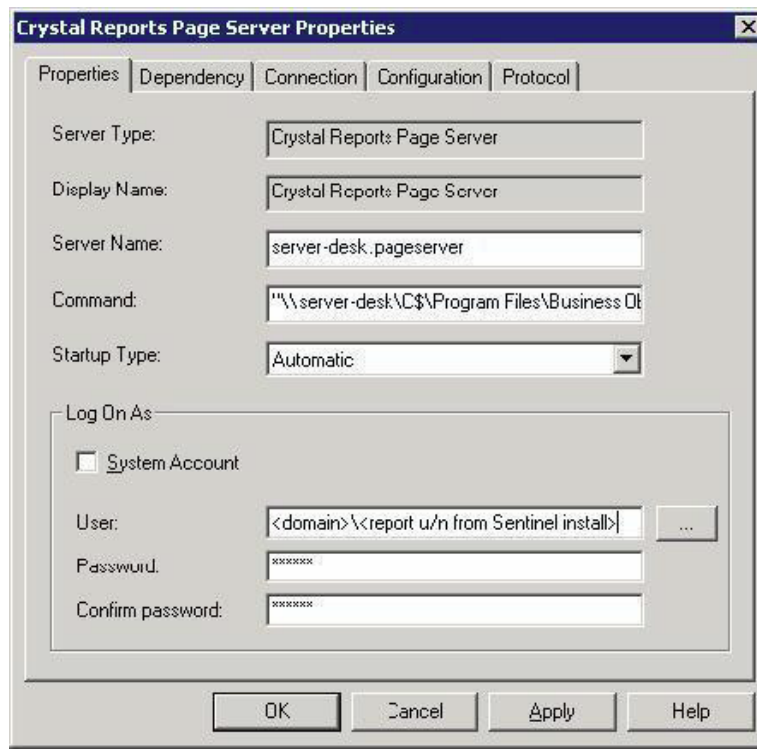 Crystal Reports Page Server Properties
Properties Dependency Connection Configuration Protocol
Server Type: Crystal Reports Page Server
Display Name: Crystal Reports Page Server
Server Name: server-desk.pageserver
Command: "\\server-desk\C$\Program Files\Business Ob
Startup Type: Automatic
Log On As
System Account
User: <domain>\<report u/n from Sentinel install> ...
Password: ******
Confirm password: ******
OK Cancel Apply Help